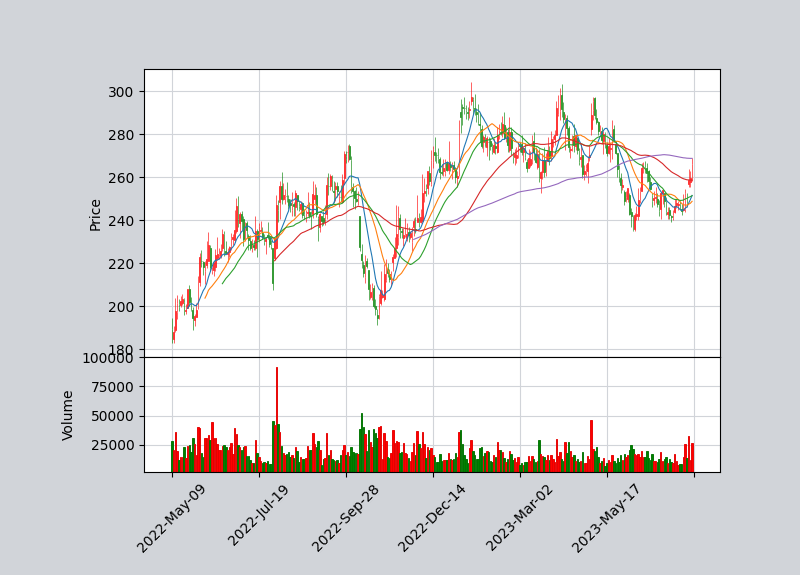 300
280
260
240
220
200
180
Price
100000
75000
50000
25000
Volume
2022-May-09
2022-Jul-19
2022-Sep-28
2022-Dec-14
2023-Mar-02
2023-May-17